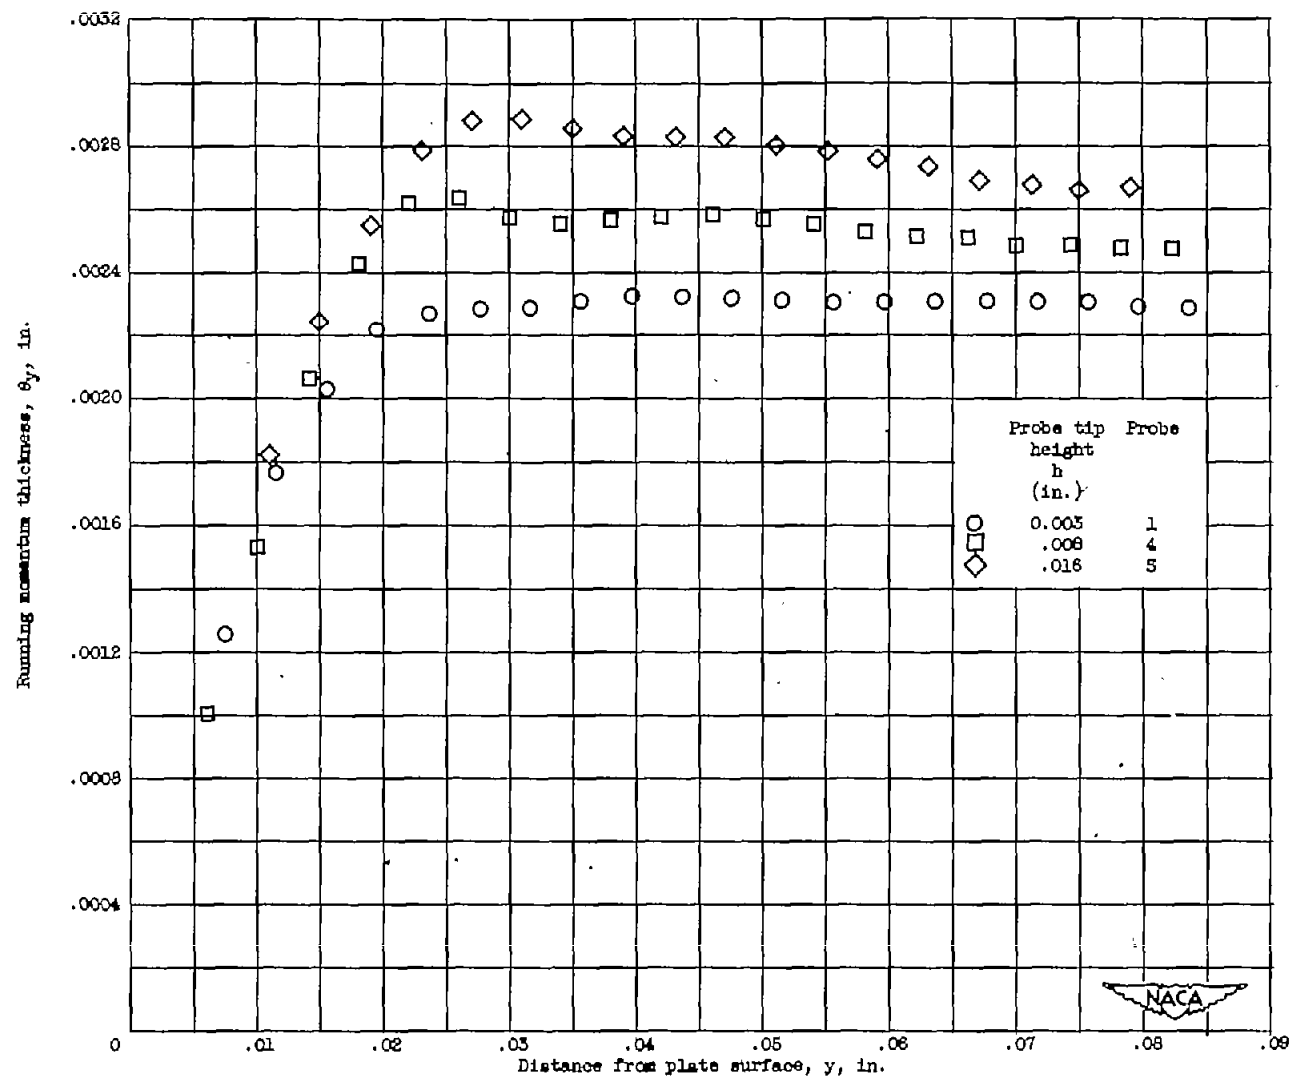 .0032
.0028
.0024
.0020
.0016
.0012
.0008
.0004
0 .01 .02 .03 .04 .05 .06 .07 .08 .09
Running momentum thickness, θy, in.
Distance from plate surface, y, in.
Probe tip Probe
height
h
(in.)
0.003 1
.008 4
.016 5
NACA